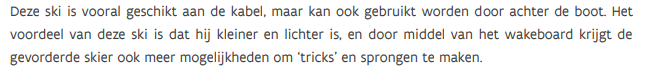 Deze ski is vooral geschikt aan de kabel, maar kan ook gebruikt worden door achter de boot. Het
voordeel van deze ski is dat hij kleiner en lichter is, en door middel van het wakeboard krijgt de
gevorderde skier ook meer mogelijkheden om ‘tricks’ en sprongen te maken.